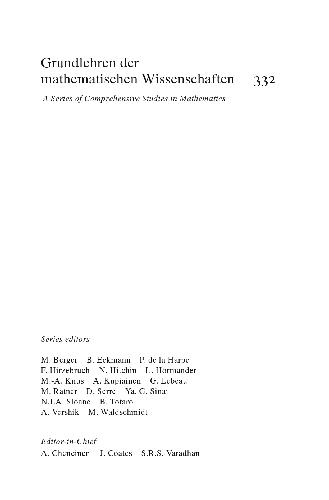 Grundlehren der
mathematischen Wissenschaften 332
A Series of Comprehensive Studies in Mathematics
Series editors
M. Berger B. Eckmann P. de la Harpe
F. Hirzebruch N. Hitchin L. Hörmander
M.-A. Knus A. Kupiainen G. Lebeau
M. Ratner D. Serre Ya. G. Sinai
N.J.A. Sloane B. Totaro
A. Vershik M. Waldschmidt
Editor-in-Chief
A. Chenciner J. Coates S.R.S. Varadhan